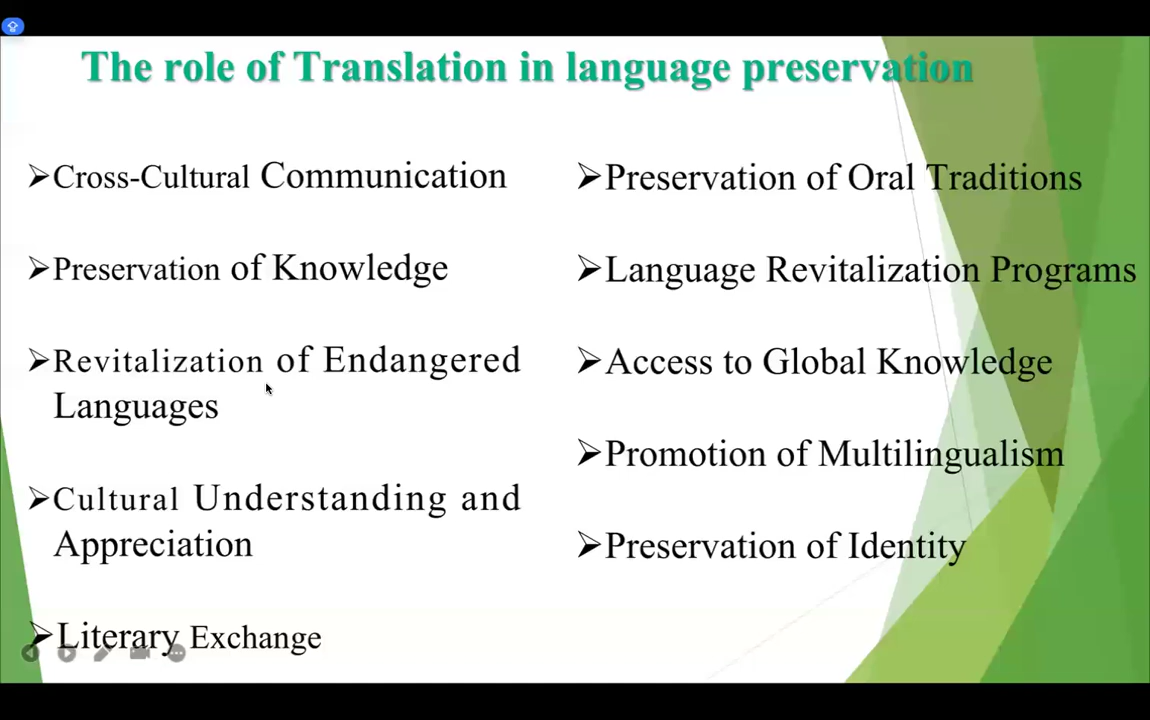 The role of Translation in language preservation
➢Cross-Cultural Communication
➢Preservation of Knowledge
➢Revitalization of Endangered
Languages
➢Cultural Understanding and
Appreciation
➢Literary Exchange
➢Preservation of Oral Traditions
➢Language Revitalization Programs
➢Access to Global Knowledge
➢Promotion of Multilingualism
➢Preservation of Identity